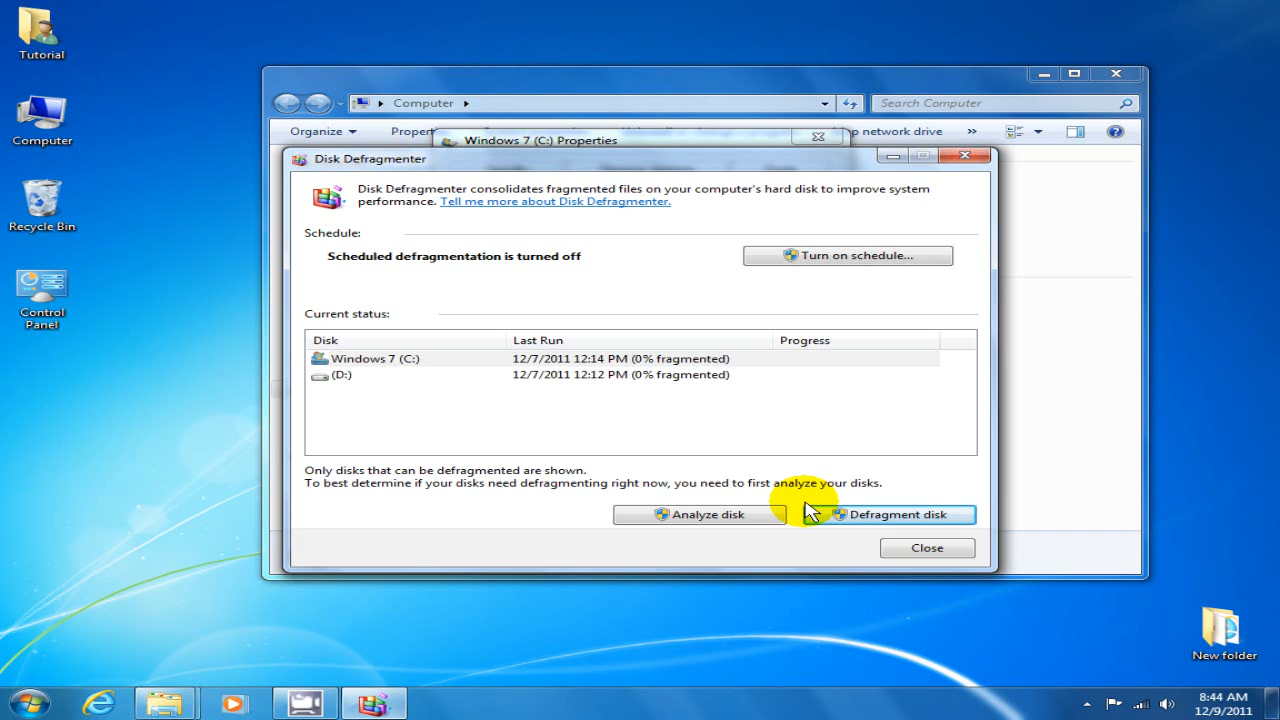 Tutorial
Computer
Recycle Bin
Control
Panel
Computer
Search Computer
Organize
Propert
p network drive
»
Windows 7 (C:) Properties
Disk Defragmenter
Disk Defragmenter consolidates fragmented files on your computer's hard disk to improve system
performance. Tell me more about Disk Defragmenter.
Schedule:
Scheduled defragmentation is turned off
Turn on schedule...
Current status:
Disk Last Run Progress
Windows 7 (C:) 12/7/2011 12:14 PM (0% fragmented)
(D:) 12/7/2011 12:12 PM (0% fragmented)
Only disks that can be defragmented are shown.
To best determine if your disks need defragmenting right now, you need to first analyze your disks.
Analyze disk Defragment disk
Close
New folder
8:44 AM
12/9/2011